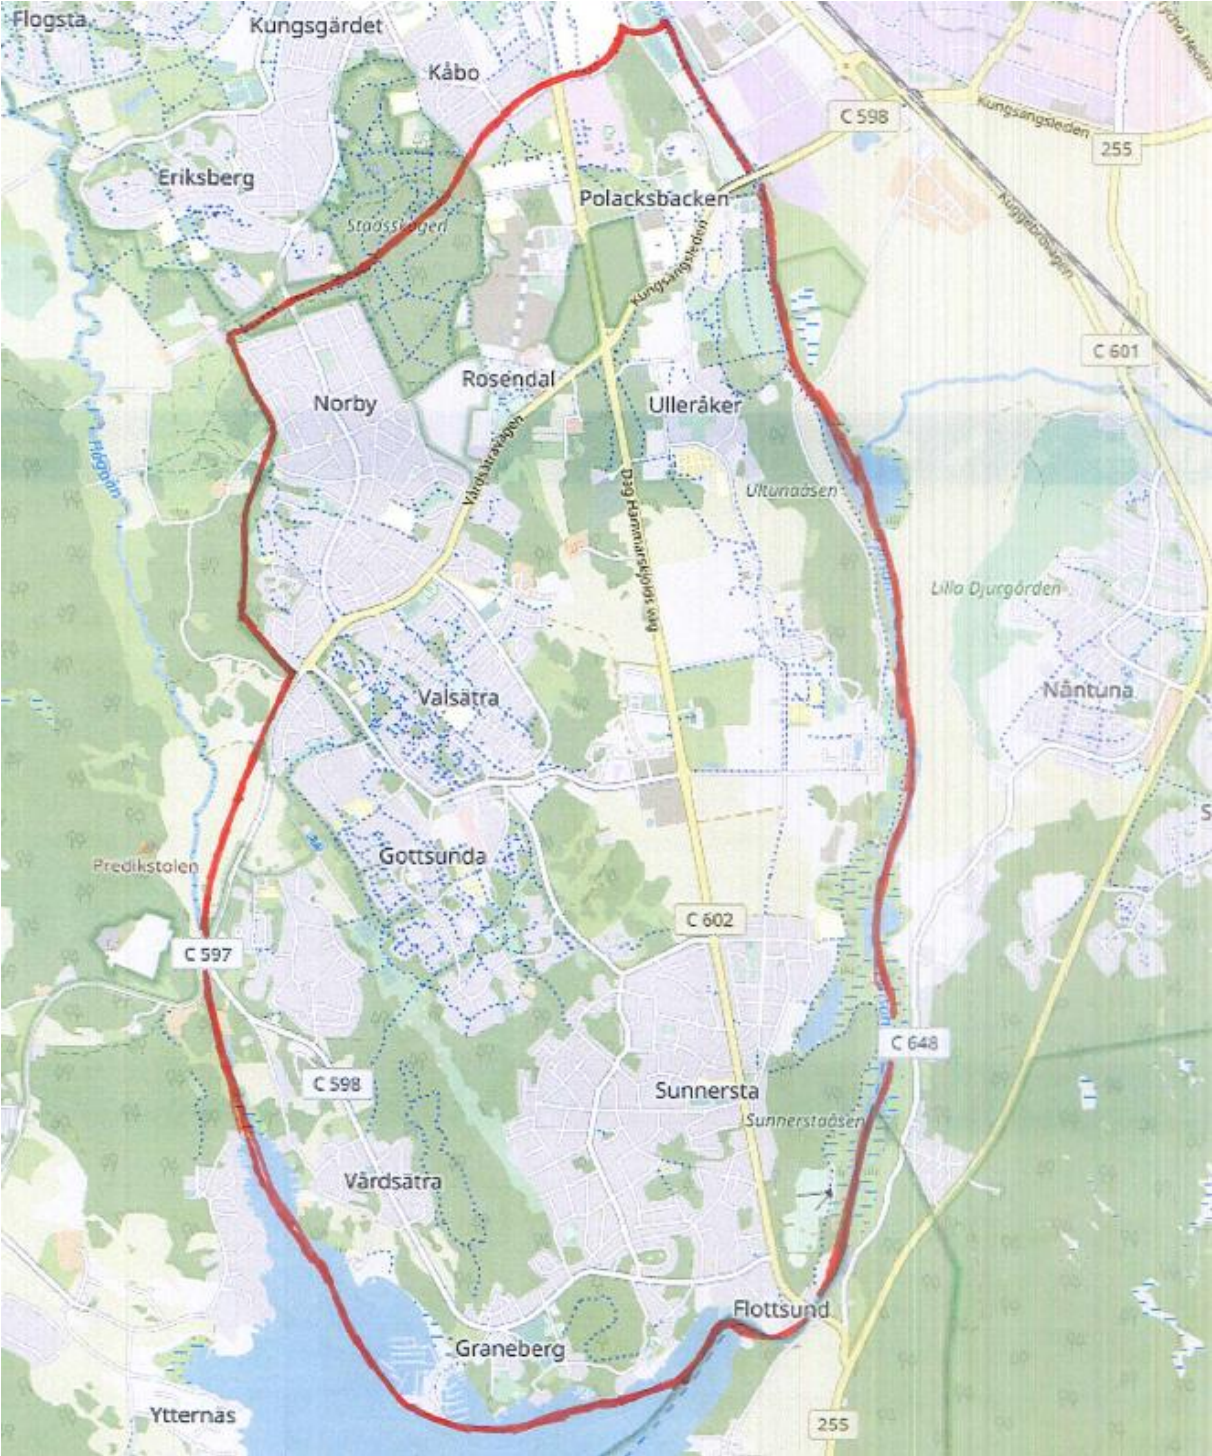 Flogsta
Kungsgärdet
Kåbo
C 598
Kungsängsleden
255
Eriksberg
Polacksbacken
Stadsskogen
Kungsängsleden
Kuggebrovägen
C 601
Rosendal
Norby
Ulleråker
Hågaån
Vårdsätravägen
Dag Hammarskjölds väg
Ultunaåsen
Lilla Djurgården
Valsätra
Nåntuna
Gottsunda
Predikstolen
C 602
C 597
C 648
C 598
Sunnersta
Sunnerstaåsen
Vårdsätra
Flottsund
Graneberg
Ytternäs
255